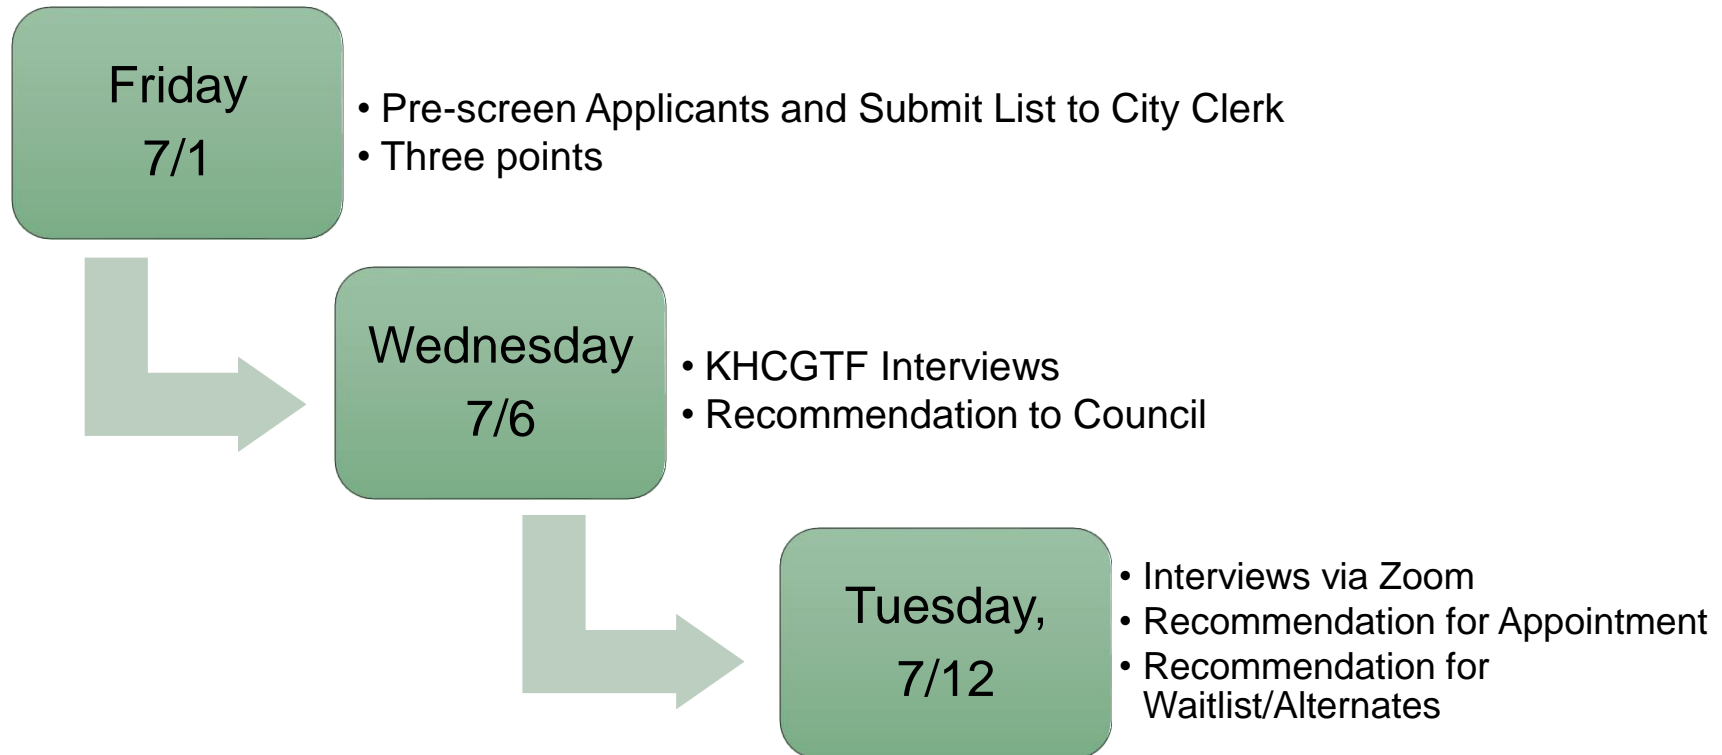 Friday
7/1
• Pre-screen Applicants and Submit List to City Clerk
• Three points
Wednesday
7/6
• KHCGTF Interviews
• Recommendation to Council
Tuesday,
7/12
• Interviews via Zoom
• Recommendation for Appointment
• Recommendation for
Waitlist/Alternates